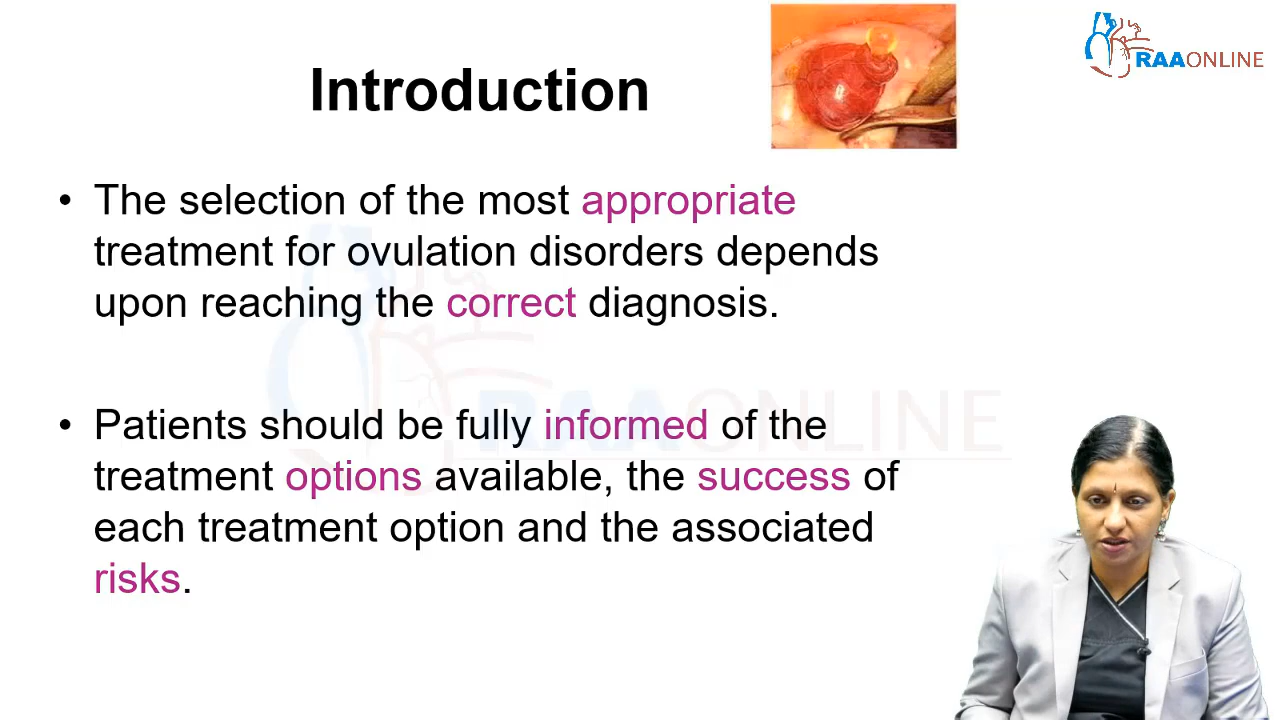 RAAONLINE
Introduction
• The selection of the most appropriate
treatment for ovulation disorders depends
upon reaching the correct diagnosis.
• Patients should be fully informed of the
treatment options available, the success of
each treatment option and the associated
risks.
RAAONLINE